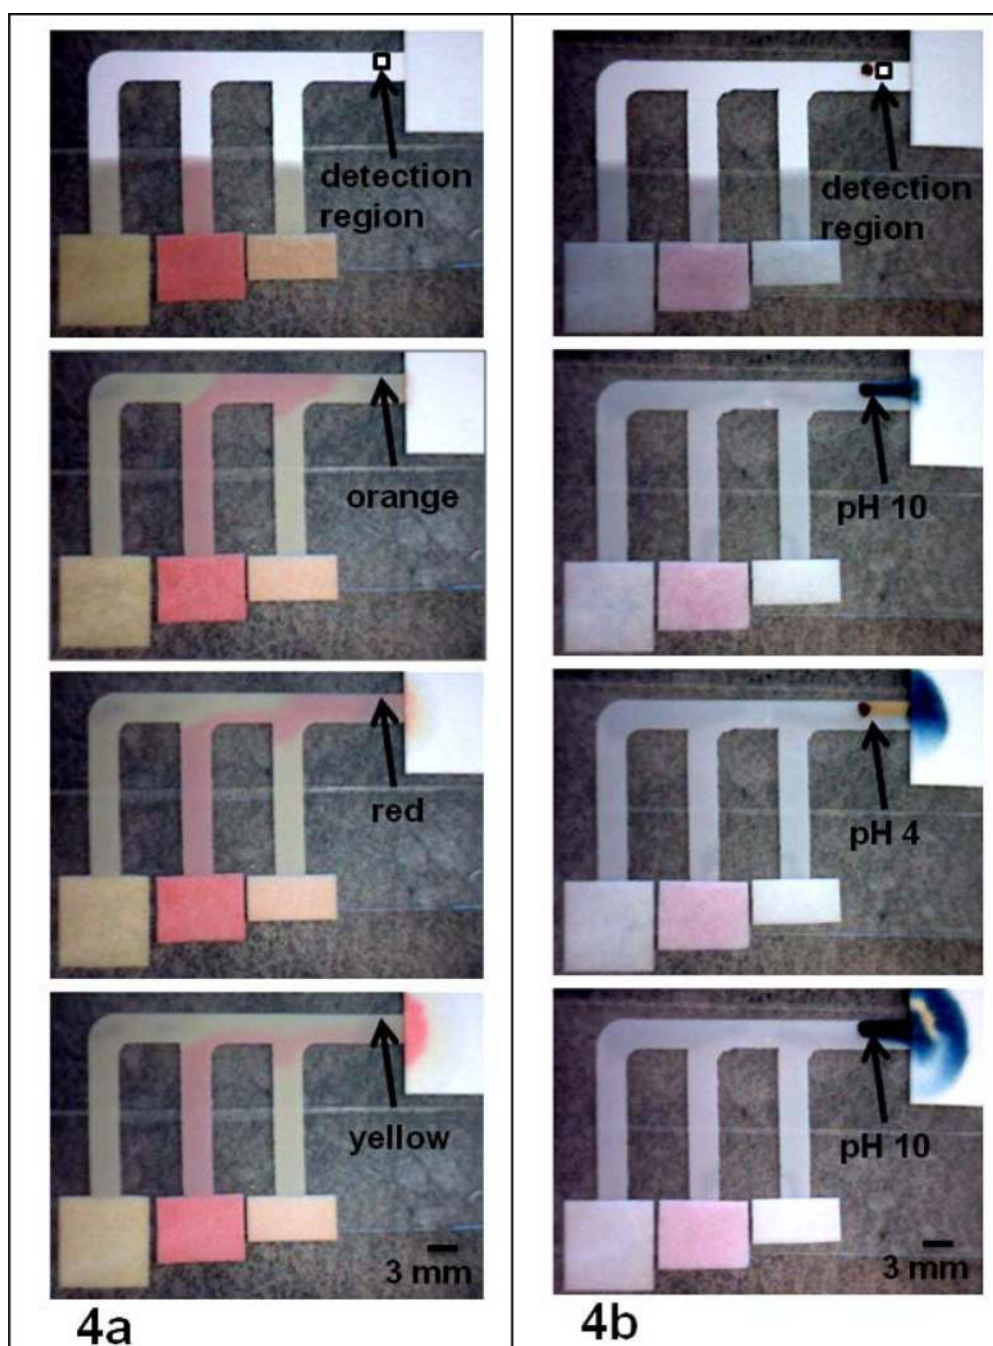 detection
region
orange
red
yellow
3 mm
4a
detection
region
pH 10
pH 4
pH 10
3 mm
4b